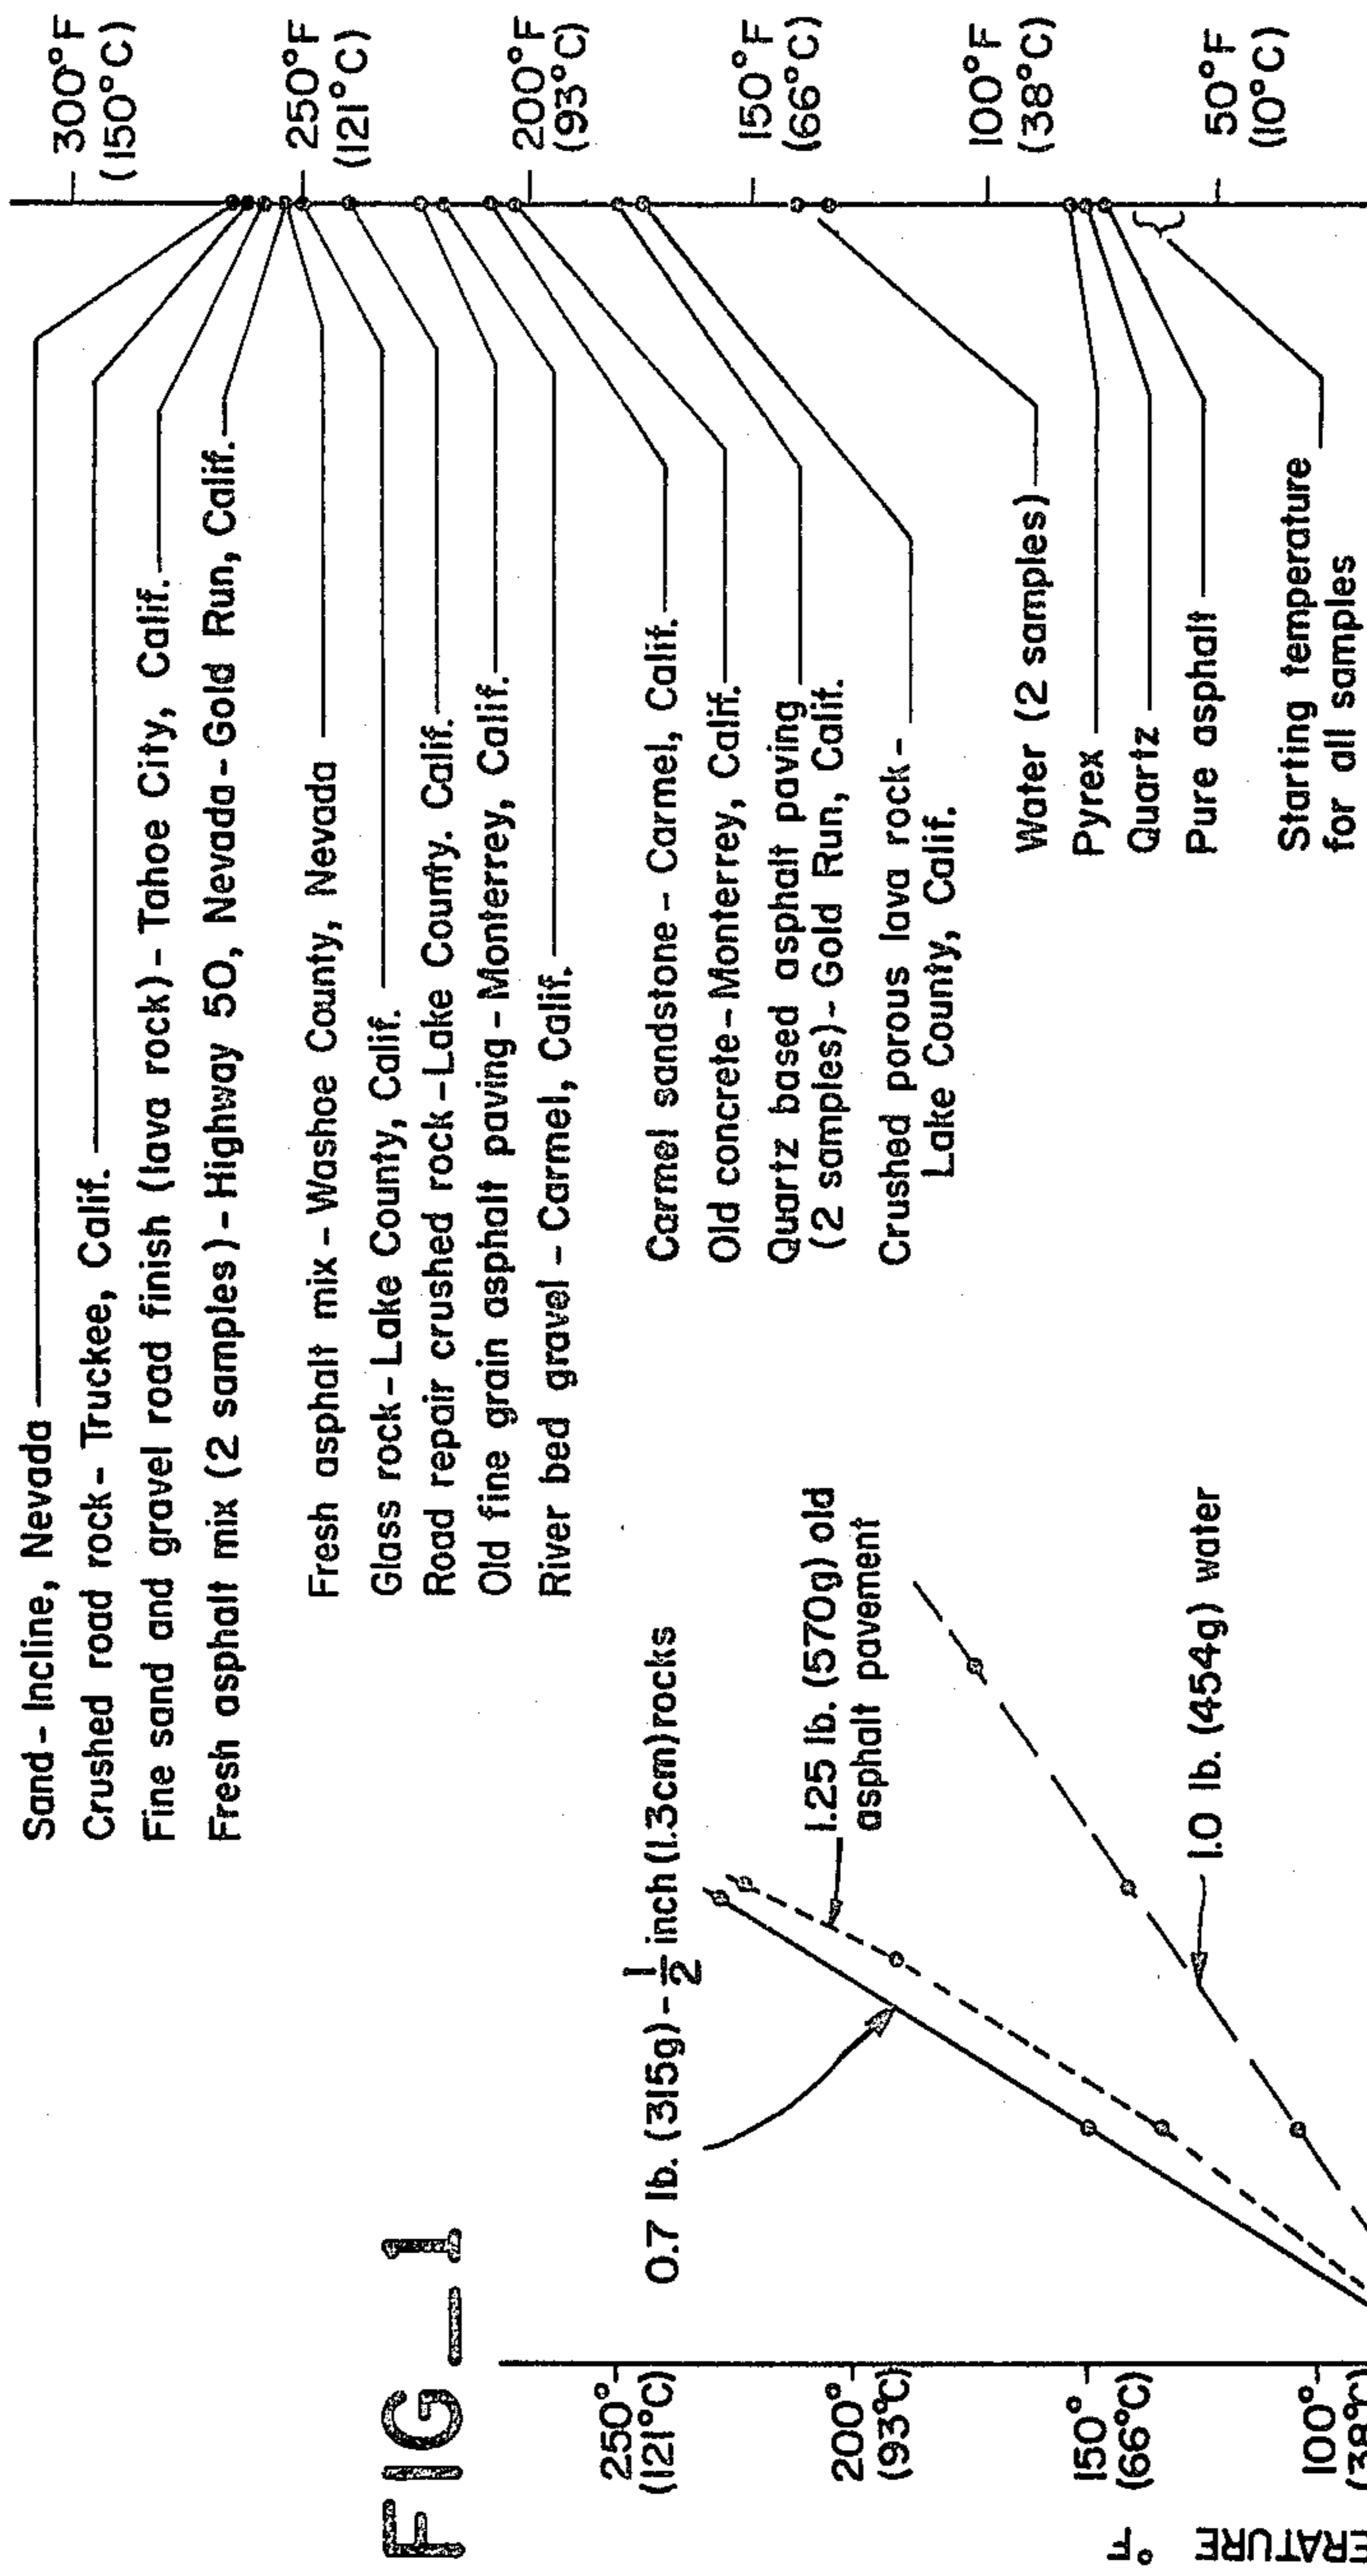 Sand - Incline, Nevada
Crushed road rock - Truckee, Calif.
Fine sand and gravel road finish (lava rock) - Tahoe City, Calif.
Fresh asphalt mix (2 samples) - Highway 50, Nevada - Gold Run, Calif.
Fresh asphalt mix - Washoe County, Nevada
Glass rock - Lake County, Calif.
Road repair crushed rock - Lake County. Calif.
Old fine grain asphalt paving - Monterrey, Calif.
River bed gravel - Carmel, Calif.
Carmel sandstone - Carmel, Calif.
Old concrete - Monterrey, Calif.
Quartz based asphalt paving
(2 samples) - Gold Run, Calif.
Crushed porous lava rock -
Lake County, Calif.
Water (2 samples)
Pyrex
Quartz
Pure asphalt
Starting temperature
for all samples
300°F
(150°C)
250°F
(121°C)
200°F
(93°C)
150°F
(66°C)
100°F
(38°C)
50°F
(10°C)
FIG_1
0.7 lb. (315g) - 1/2 inch (1.3cm) rocks
1.25 lb. (570g) old
asphalt pavement
1.0 lb. (454g) water
250°
(121°C)
200°
(93°C)
150°
(66°C)
100°
(38°C)
°F
ERATURE